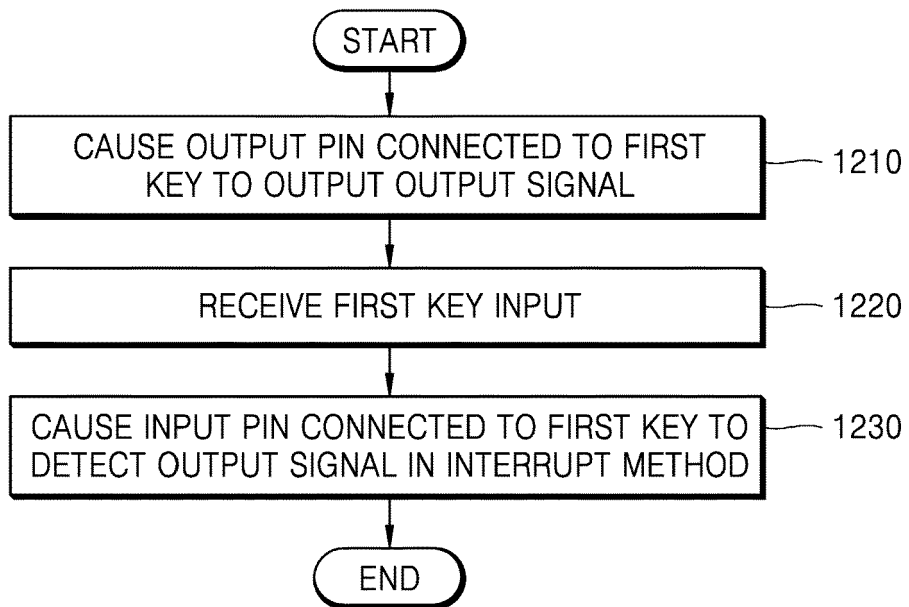 START
CAUSE OUTPUT PIN CONNECTED TO FIRST
KEY TO OUTPUT OUTPUT SIGNAL
1210
RECEIVE FIRST KEY INPUT
1220
CAUSE INPUT PIN CONNECTED TO FIRST KEY TO
DETECT OUTPUT SIGNAL IN INTERRUPT METHOD
1230
END